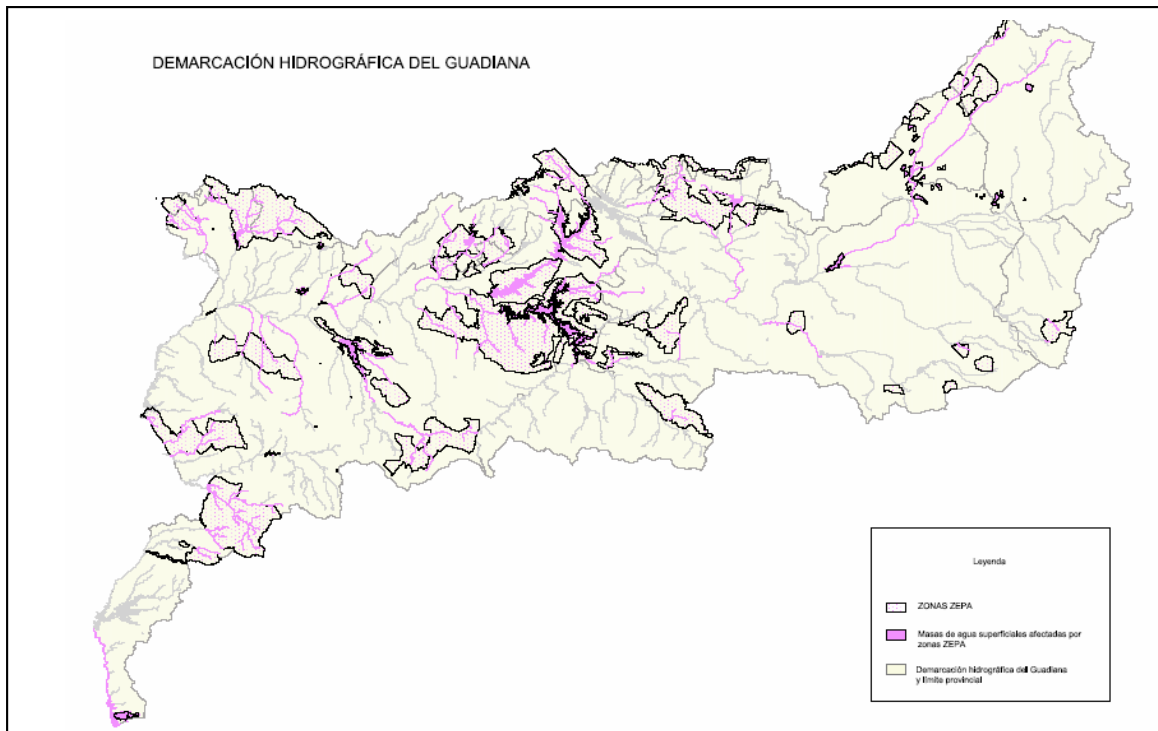 DEMARCACIÓN HIDROGRÁFICA DEL GUADIANA
Leyenda
ZONAS ZEPA
Masas de agua superficiales afectadas por
zonas ZEPA
Demarcación hidrográfica del Guadiana
y límite provincial